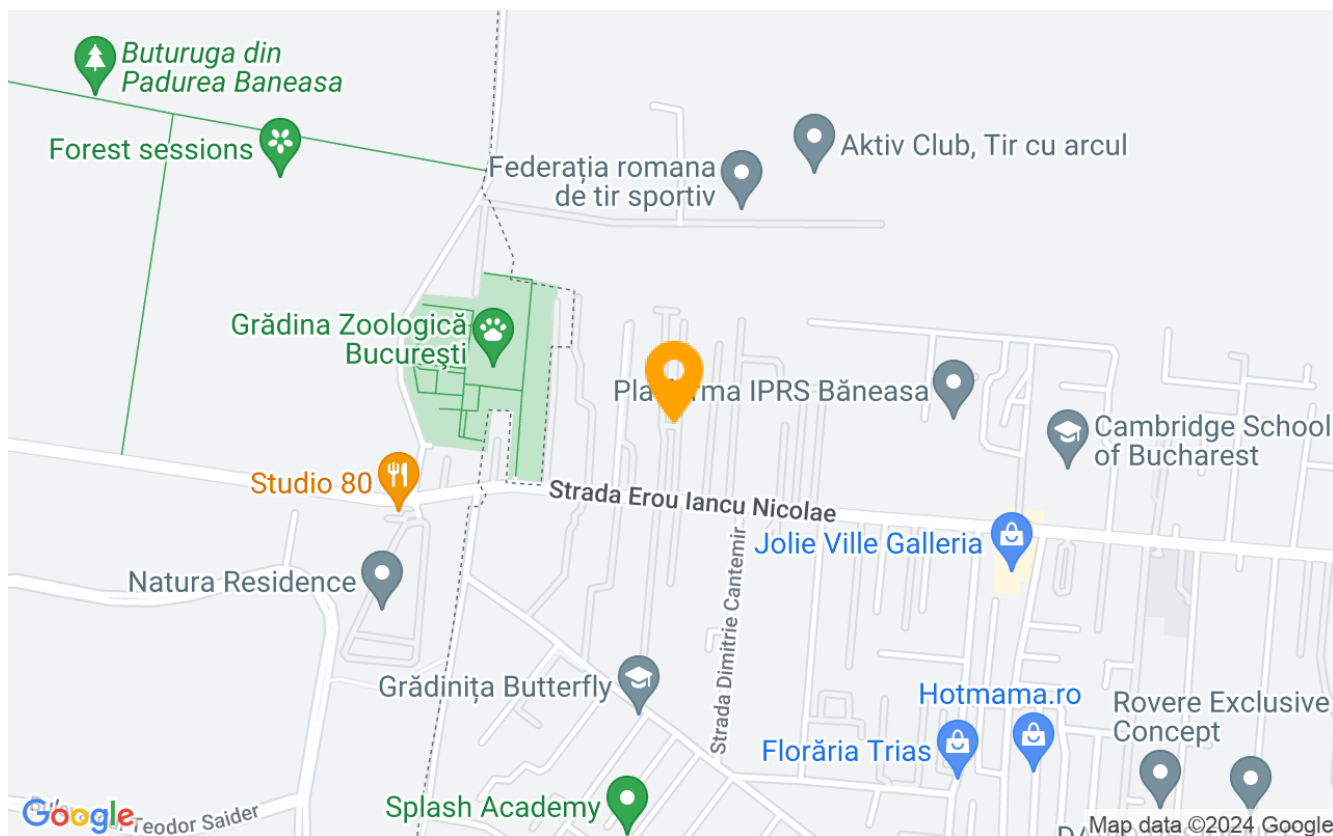 Buturuga din
Padurea Baneasa
Forest sessions
Aktiv Club, Tir cu arcul
Federația romana
de tir sportiv
Grădina Zoologică
București
Platforma IPRS Băneasa
Cambridge School
of Bucharest
Studio 80
Strada Erou Iancu Nicolae
Jolie Ville Galleria
Natura Residence
Strada Dimitrie Cantemir
Grădinița Butterfly
Hotmama.ro
Rovere Exclusive
Concept
Florăria Trias
Splash Academy
Teodor Saider
Google
Map data ©2024 Google